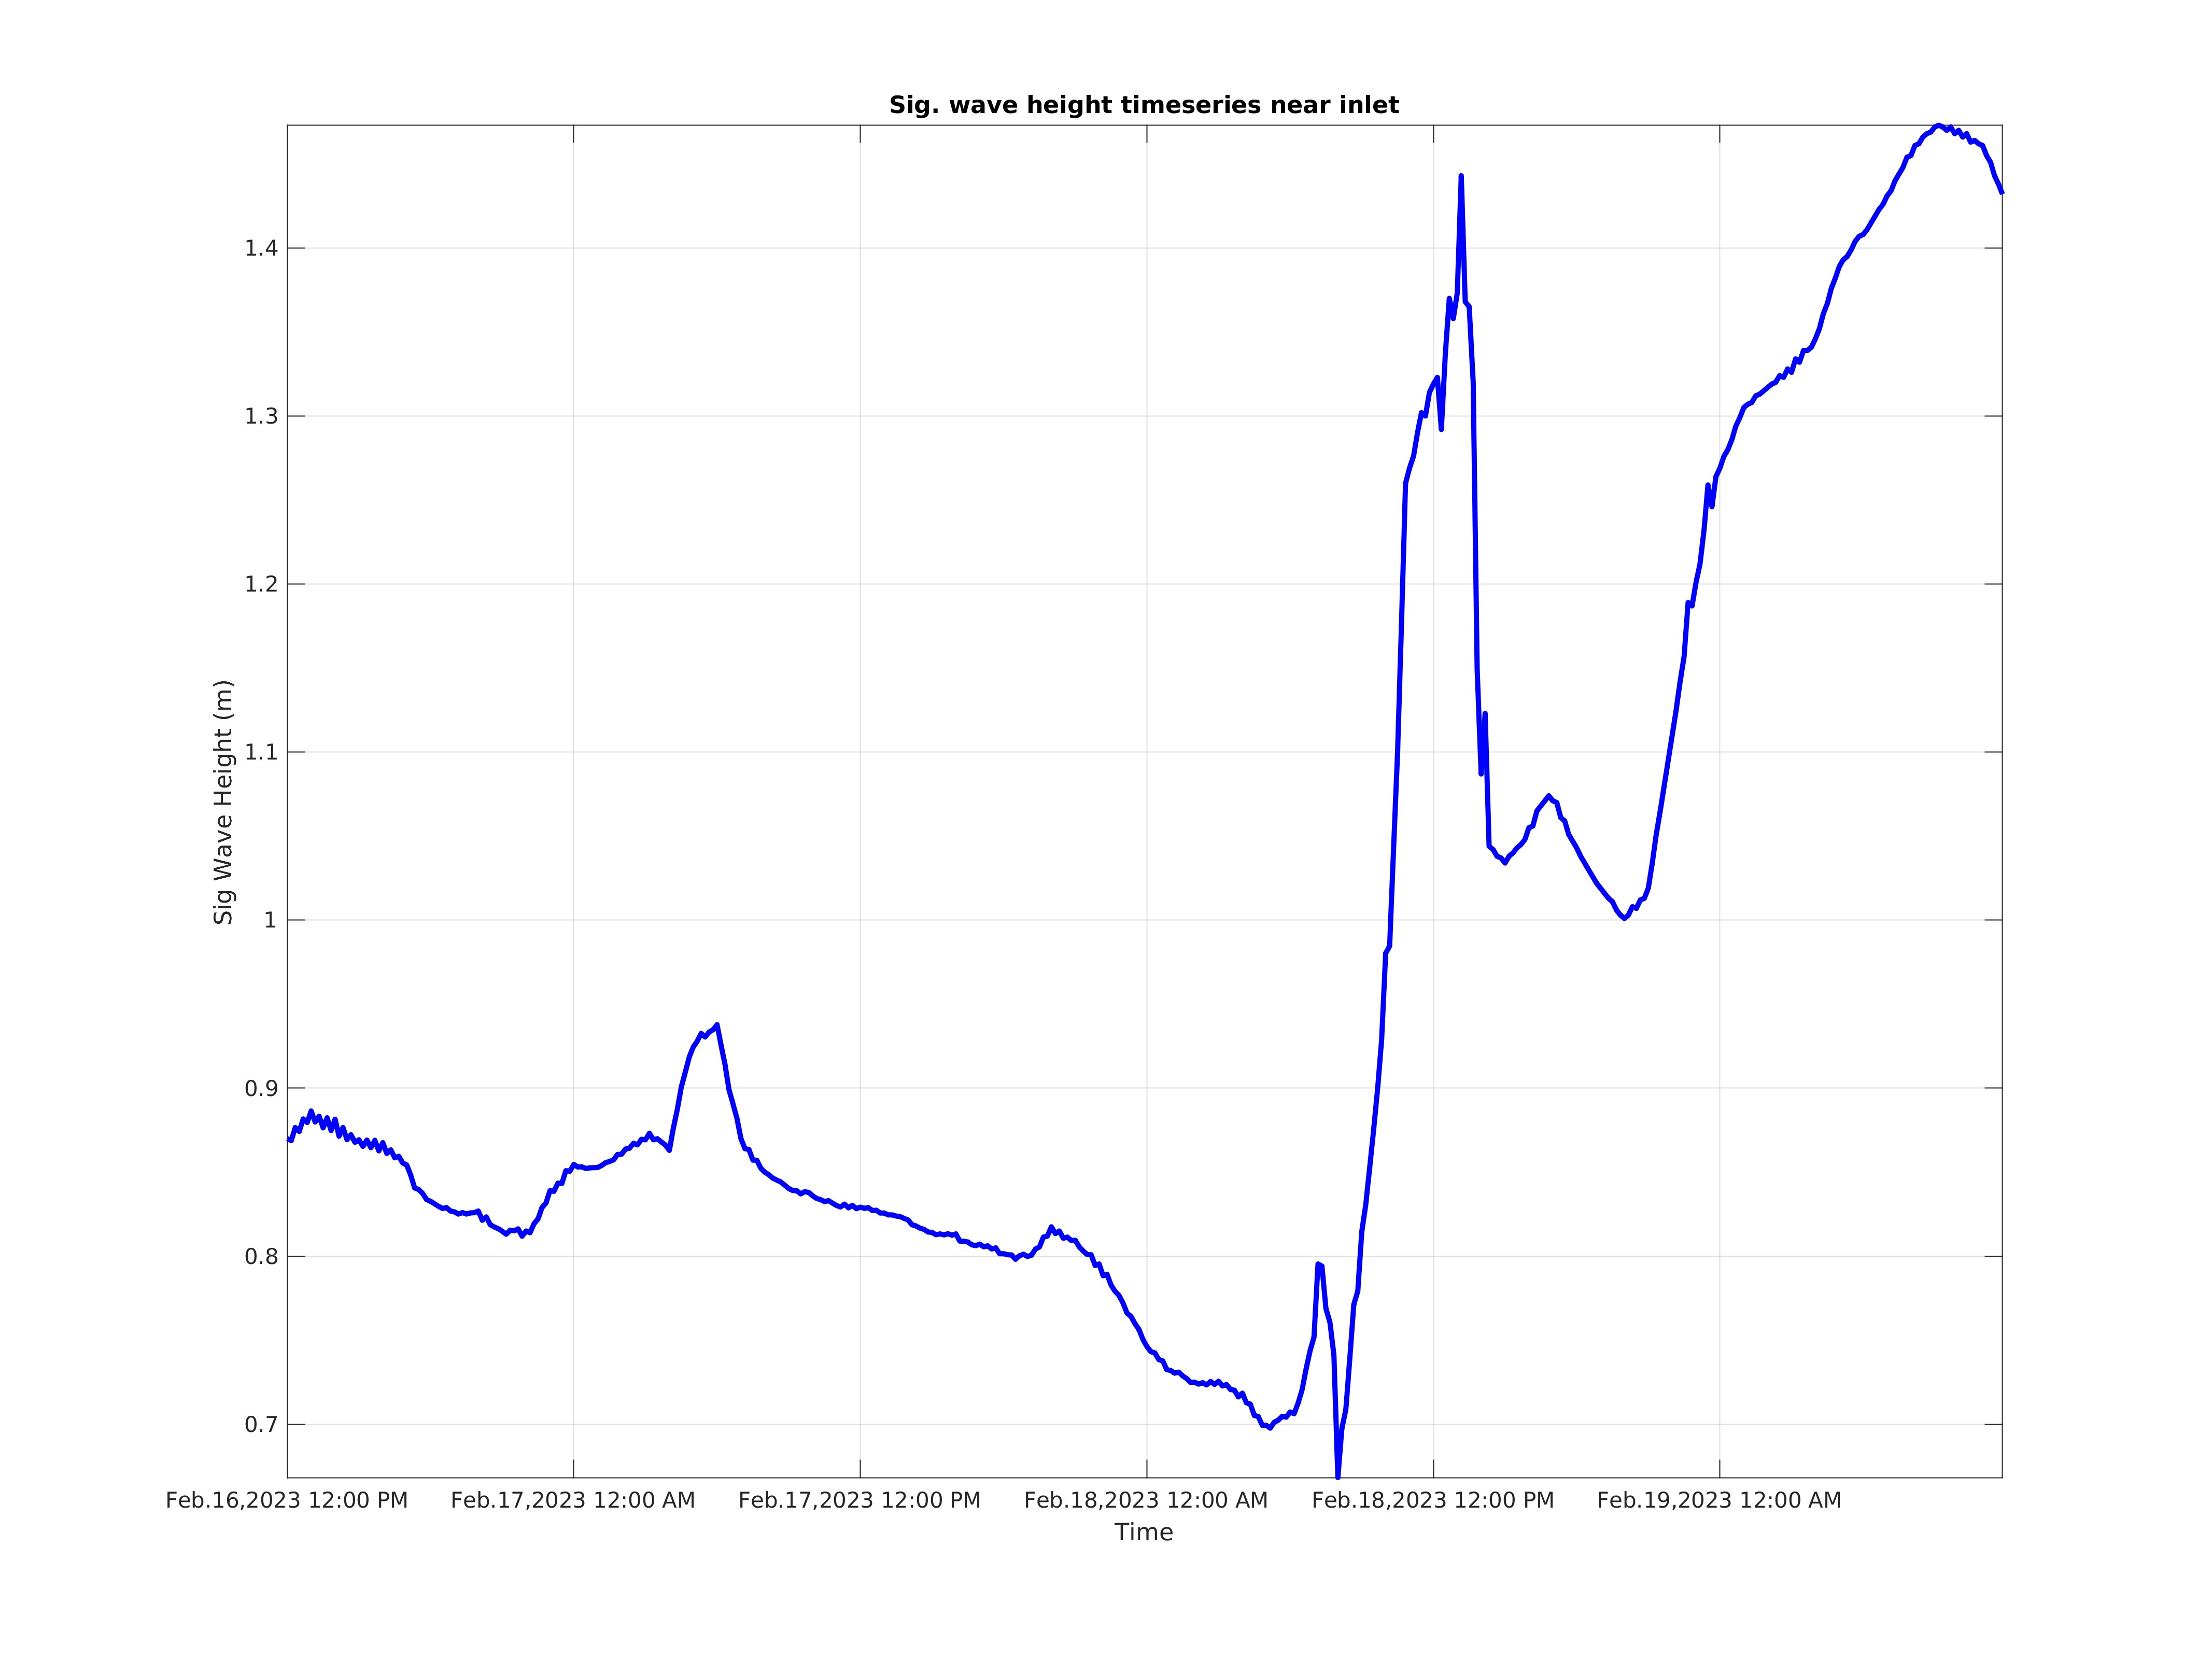 Sig. wave height timeseries near inlet
1.4
1.3
1.2
1.1
1
0.9
0.8
0.7
Sig Wave Height (m)
Feb.16,2023 12:00 PM
Feb.17,2023 12:00 AM
Feb.17,2023 12:00 PM
Feb.18,2023 12:00 AM
Feb.18,2023 12:00 PM
Feb.19,2023 12:00 AM
Time